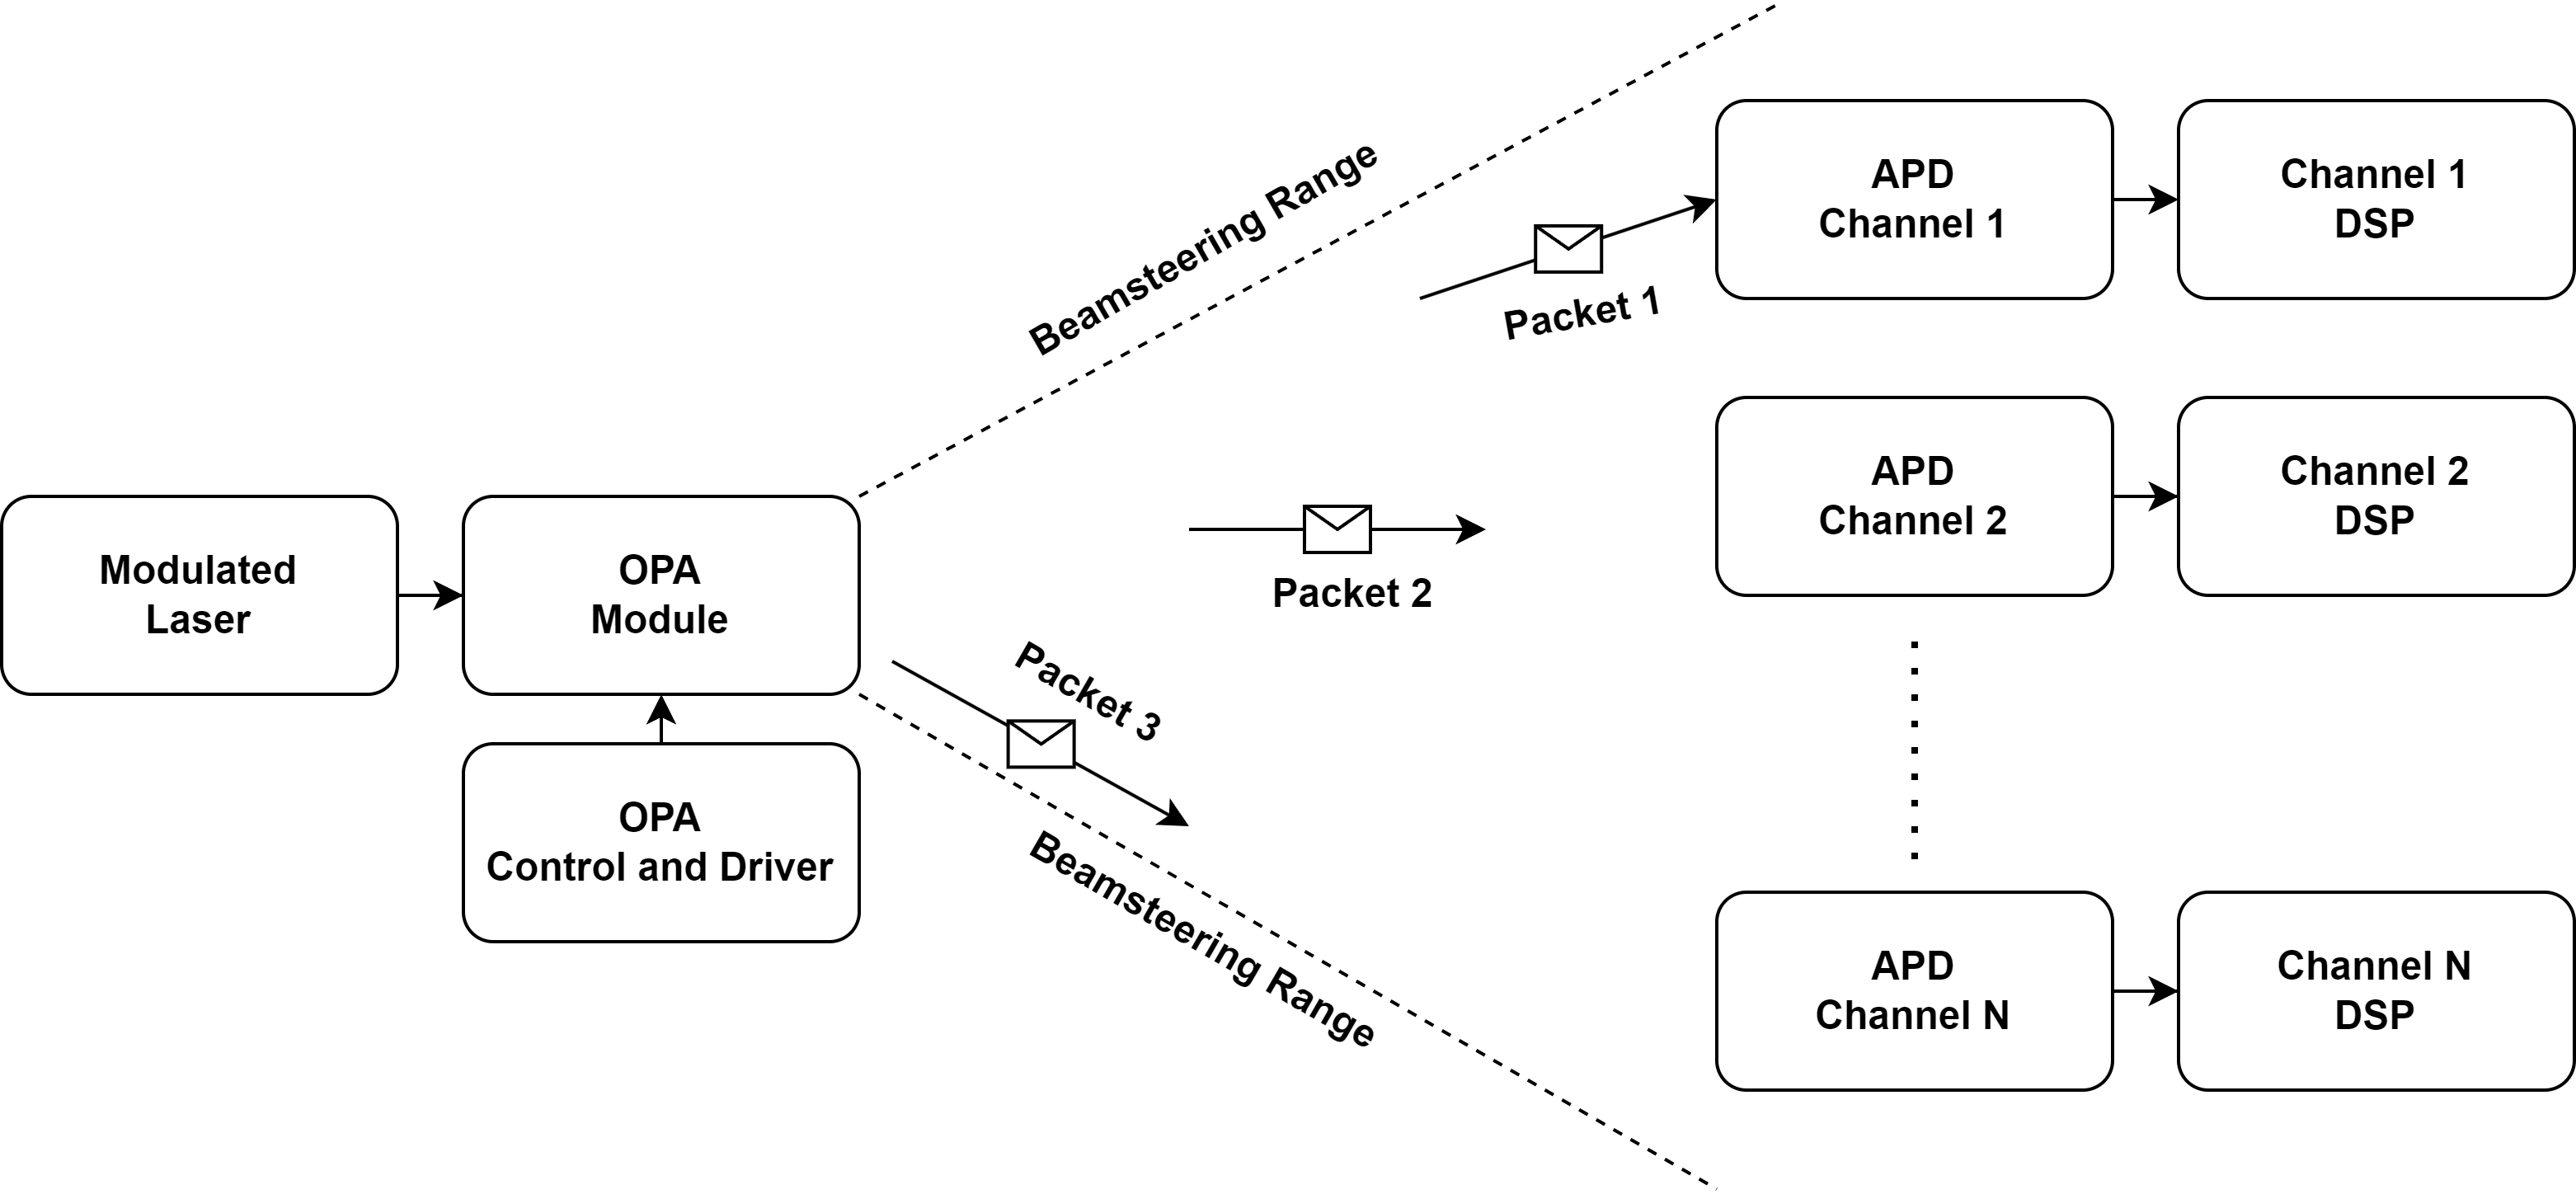 Beamsteering Range
APD
Channel 1
Channel 1
DSP
Packet 1
APD
Channel 2
Channel 2
DSP
Modulated
Laser
OPA
Module
Packet 2
Packet 3
OPA
Control and Driver
Beamsteering Range
APD
Channel N
Channel N
DSP